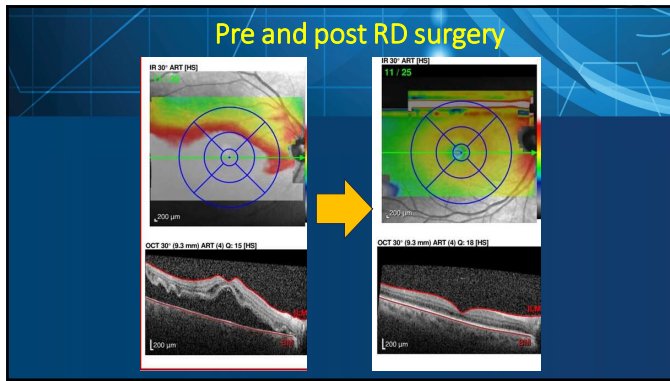 Pre and post RD surgery
IR 30° ART [HS]
200 µm
OCT 30° (9.3 mm) ART (4) Q: 15 [HS]
ILM
BM
200 µm
IR 30° ART [HS]
11 / 25
200 µm
OCT 30° (9.3 mm) ART (4) Q: 18 [HS]
ILM
BM
200 µm